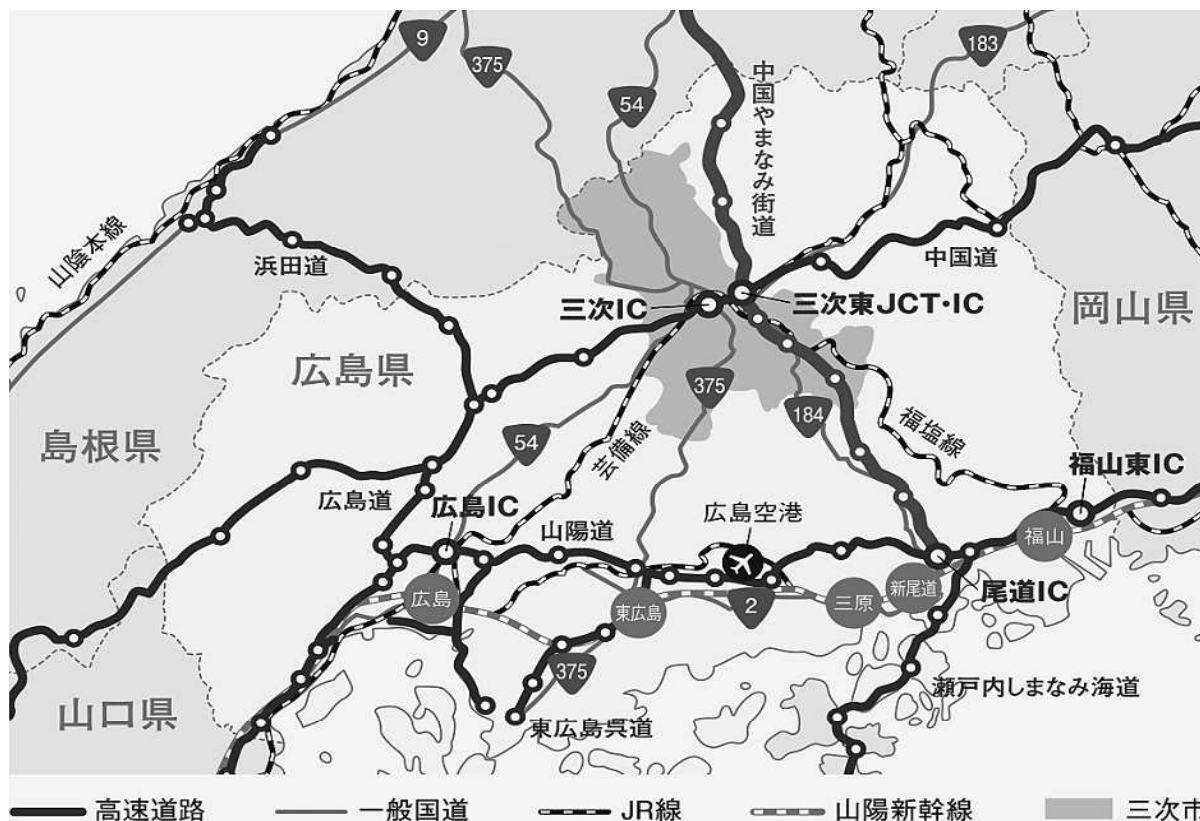 9
375
54
183
中国やまなみ街道
山陰本線
浜田道
中国道
三次IC
三次東JCT・IC
岡山県
広島県
375
184
島根県
54
芸備線
福塩線
福山東IC
広島道
広島IC
山陽道
広島空港
福山
広島
東広島
2
三原
新尾道
尾道IC
375
瀬戸内しまなみ海道
山口県
東広島呉道
高速道路
一般国道
JR線
山陽新幹線
三次市